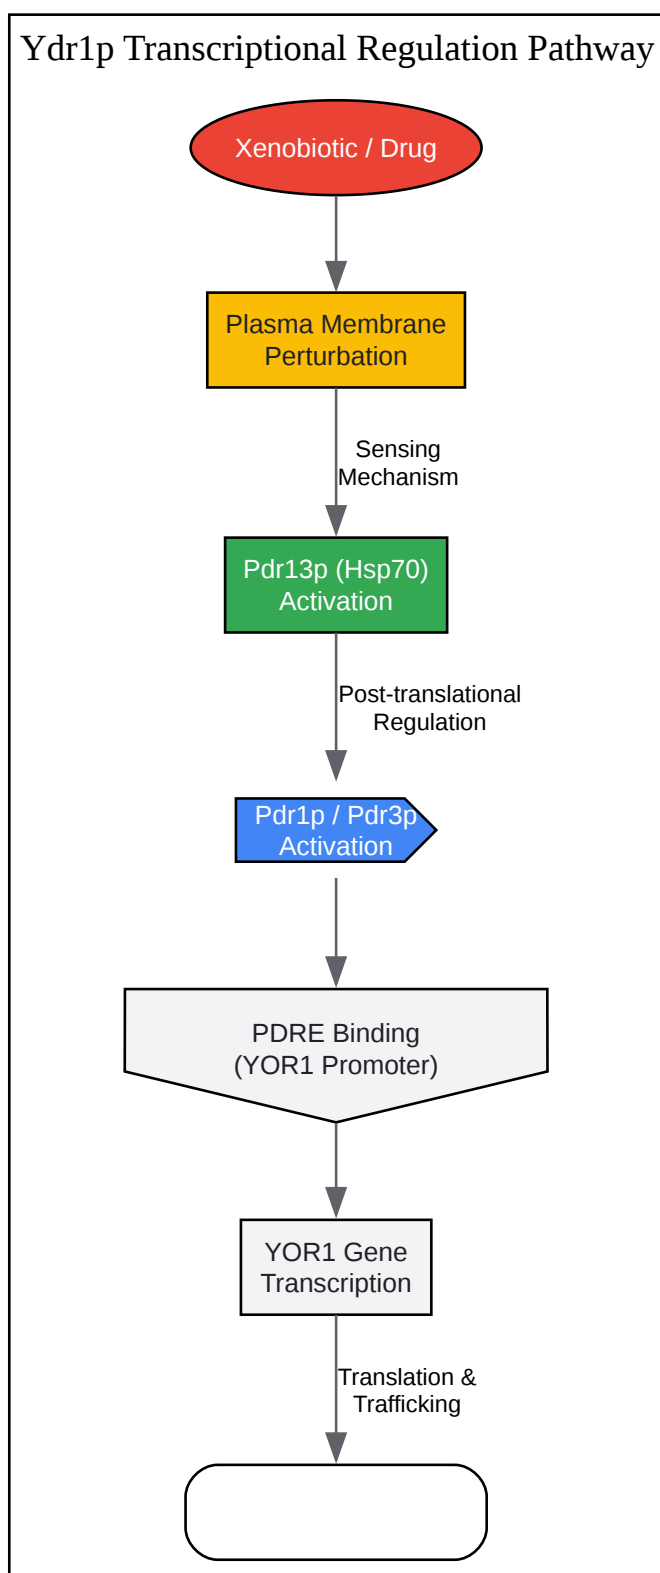 Ydr1p Transcriptional Regulation Pathway
Xenobiotic / Drug
Plasma Membrane
Perturbation
Sensing
Mechanism
Pdr13p (Hsp70)
Activation
Post-translational
Regulation
Pdr1p / Pdr3p
Activation
PDRE Binding
(YOR1 Promoter)
YOR1 Gene
Transcription
Translation &
Trafficking